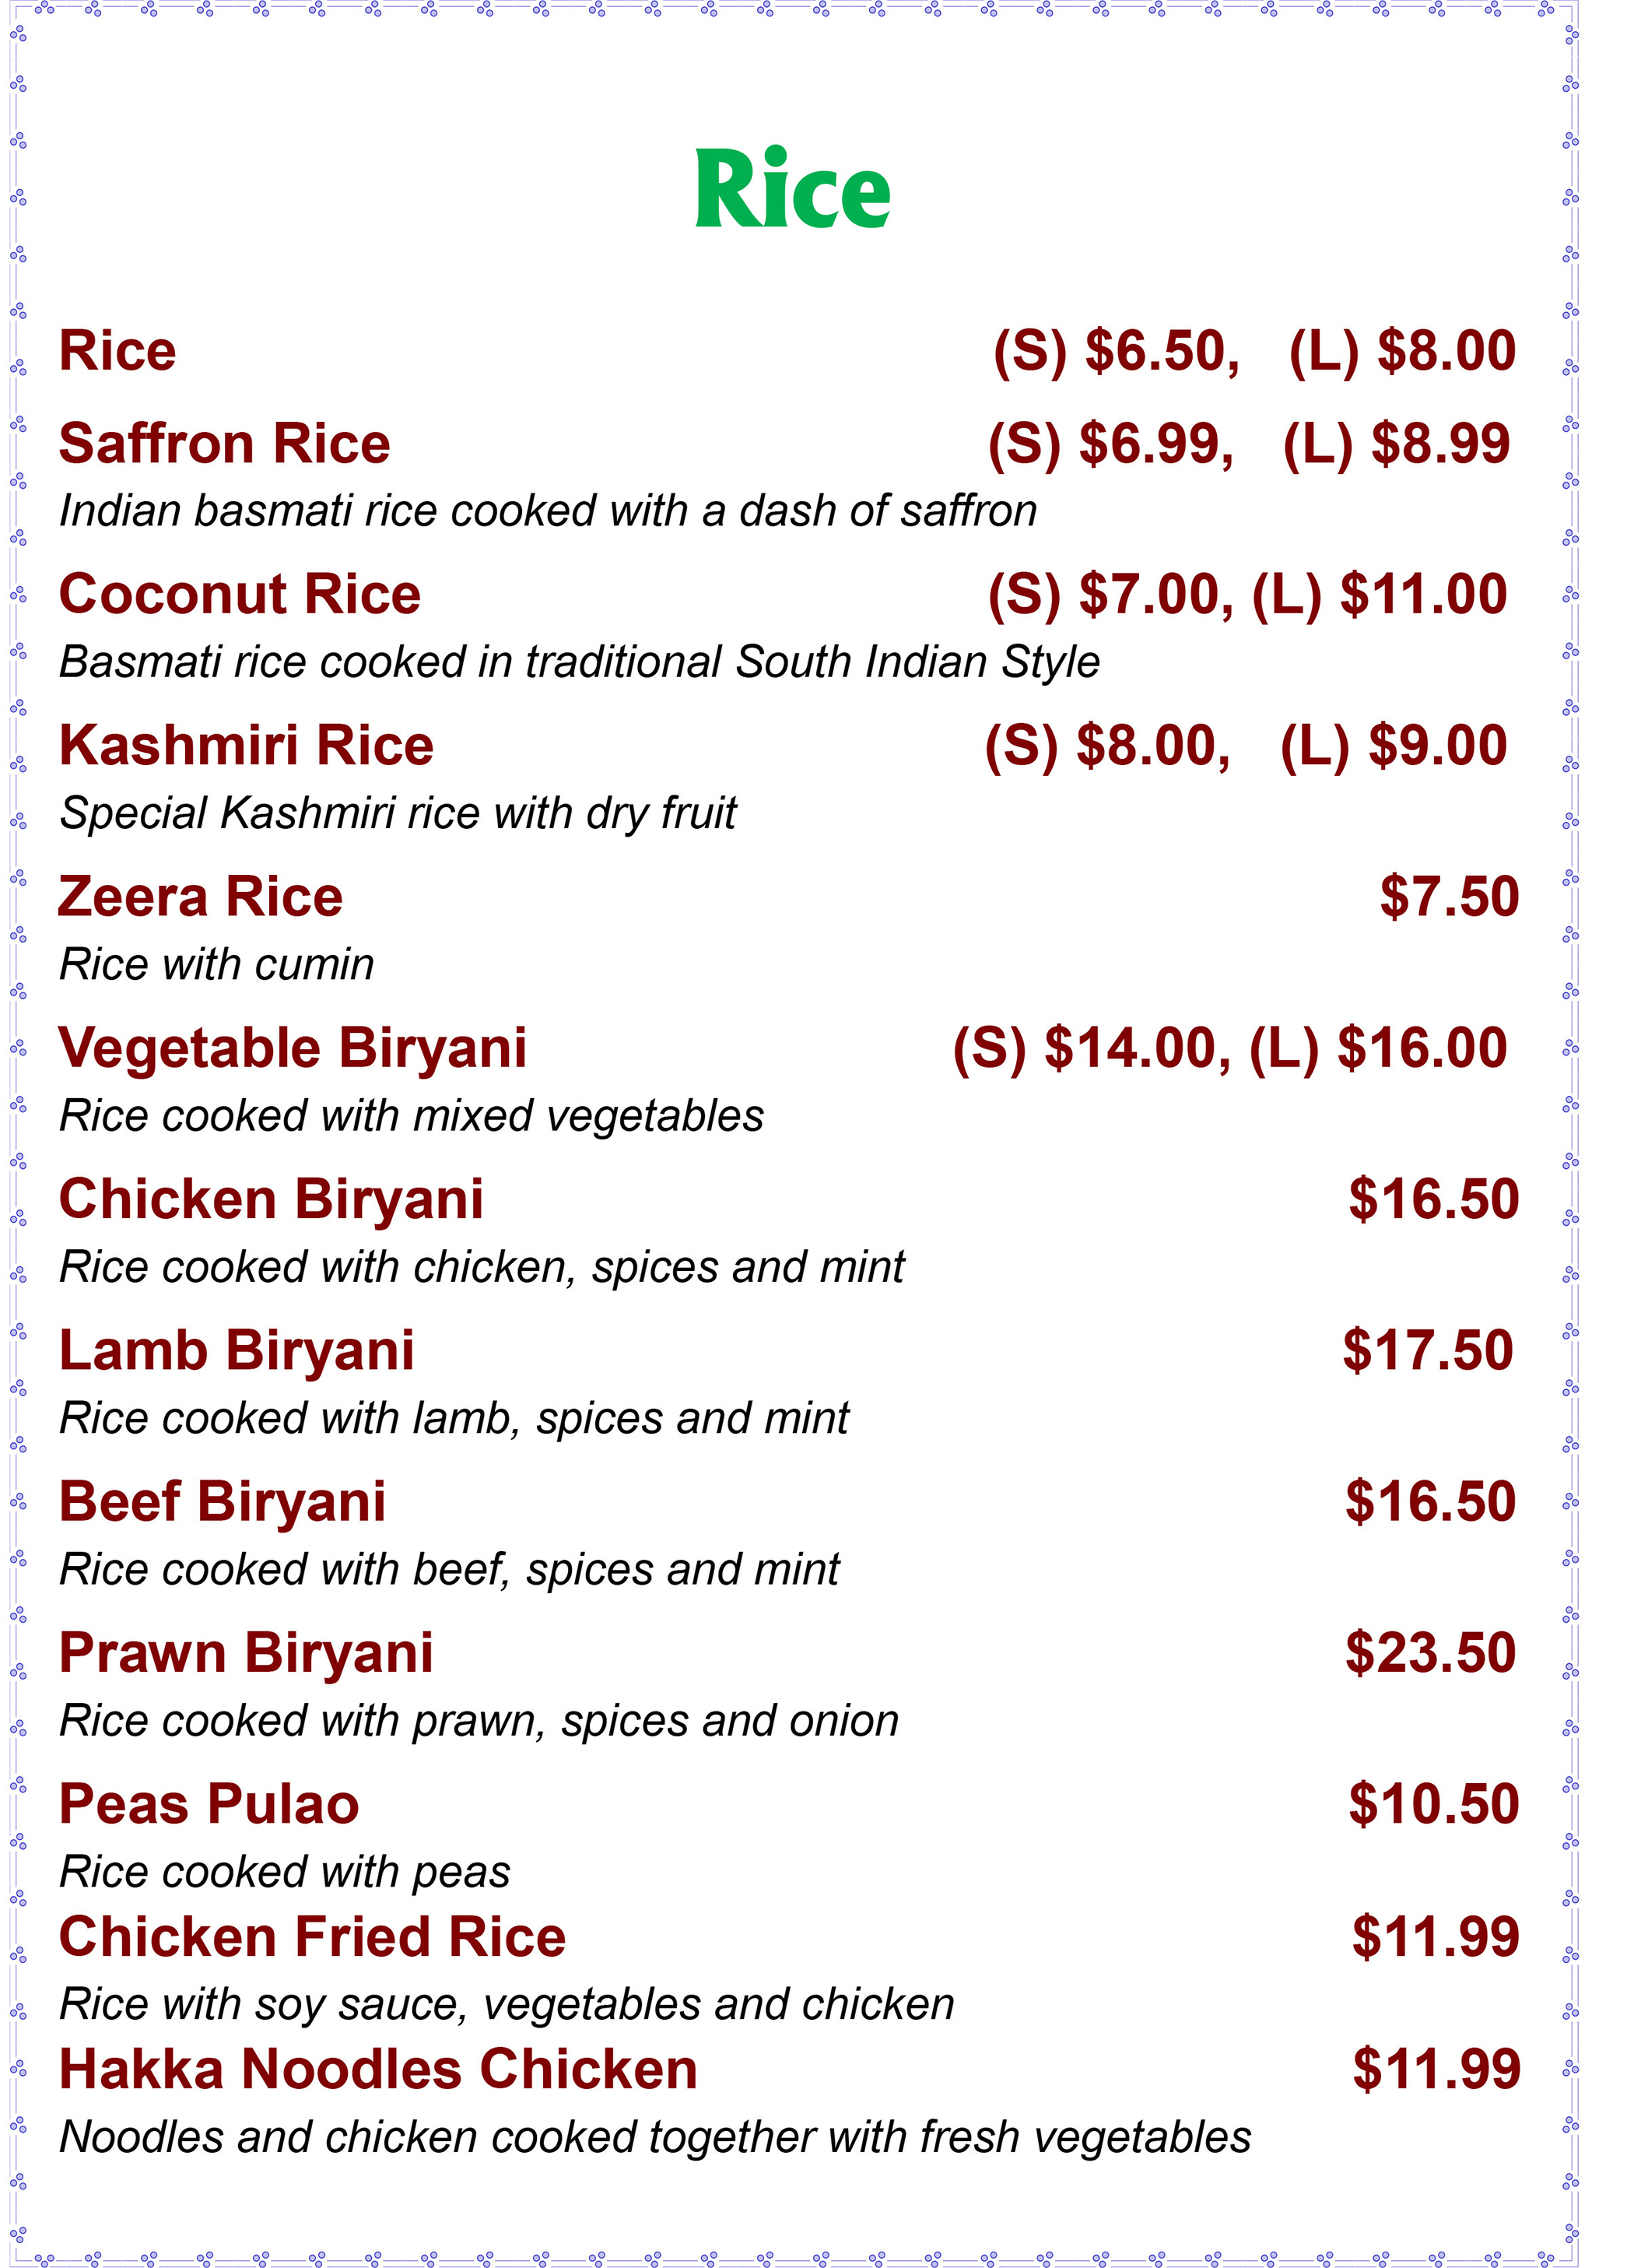 Rice
Rice (S) $6.50, (L) $8.00
Saffron Rice (S) $6.99, (L) $8.99
Indian basmati rice cooked with a dash of saffron
Coconut Rice (S) $7.00, (L) $11.00
Basmati rice cooked in traditional South Indian Style
Kashmiri Rice (S) $8.00, (L) $9.00
Special Kashmiri rice with dry fruit
Zeera Rice $7.50
Rice with cumin
Vegetable Biryani (S) $14.00, (L) $16.00
Rice cooked with mixed vegetables
Chicken Biryani $16.50
Rice cooked with chicken, spices and mint
Lamb Biryani $17.50
Rice cooked with lamb, spices and mint
Beef Biryani $16.50
Rice cooked with beef, spices and mint
Prawn Biryani $23.50
Rice cooked with prawn, spices and onion
Peas Pulao $10.50
Rice cooked with peas
Chicken Fried Rice $11.99
Rice with soy sauce, vegetables and chicken
Hakka Noodles Chicken $11.99
Noodles and chicken cooked together with fresh vegetables